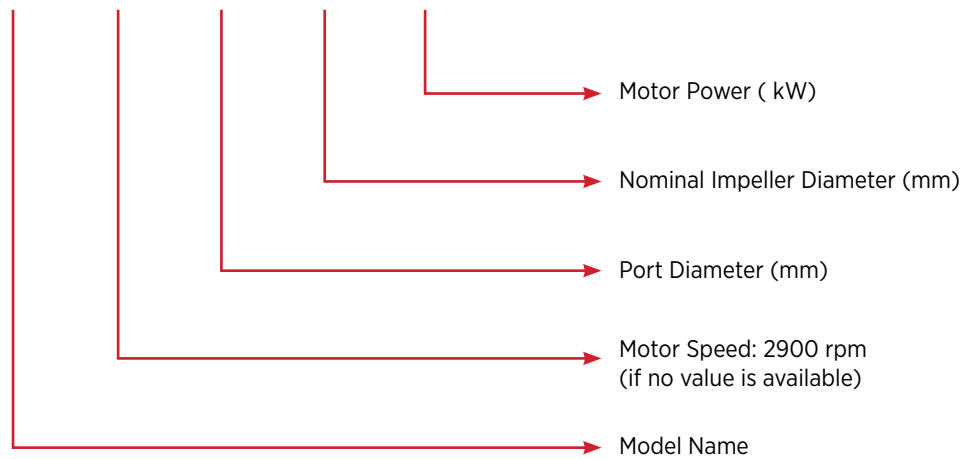 Motor Power ( kW)
Nominal Impeller Diameter (mm)
Port Diameter (mm)
Motor Speed: 2900 rpm
(if no value is available)
Model Name